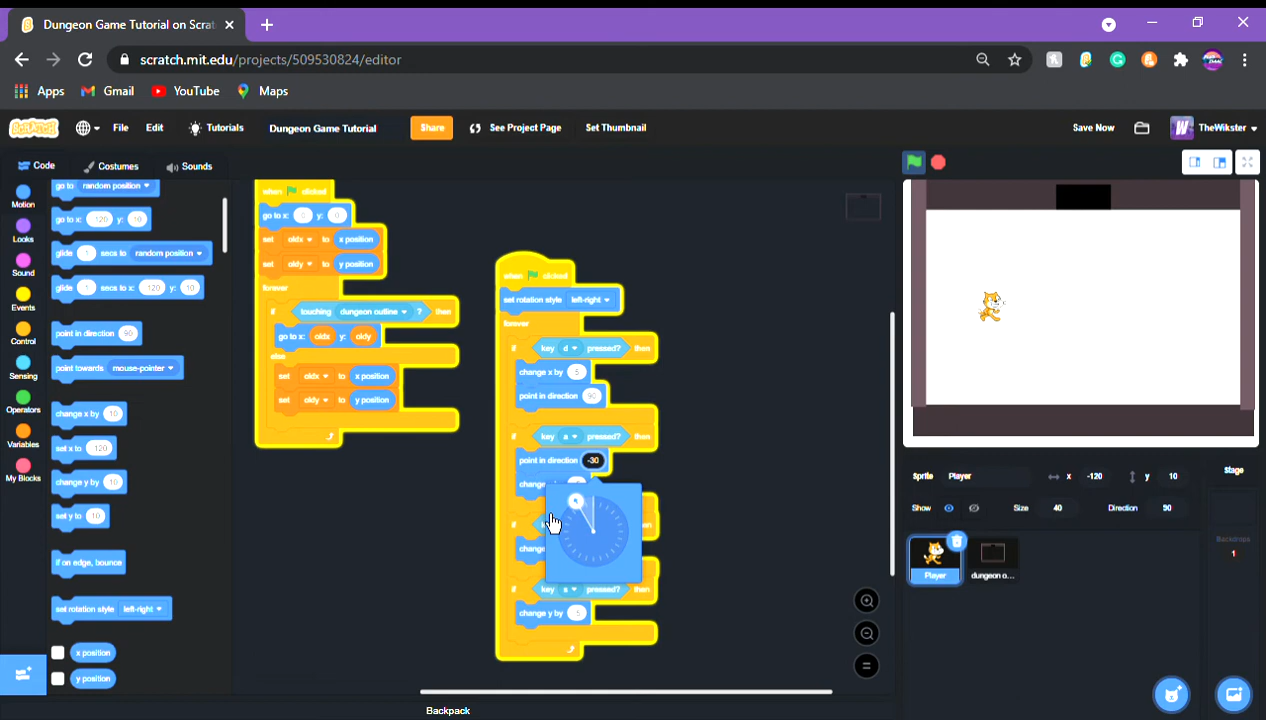 Dungeon Game Tutorial on Scrat
scratch.mit.edu/projects/509530824/editor
Apps Gmail YouTube Maps
SCRATCH File Edit Tutorials Dungeon Game Tutorial Share See Project Page Set Thumbnail Save Now TheWikster
Code Costumes Sounds
Motion
Looks
Sound
Events
Control
Sensing
Operators
Variables
My Blocks
go to random position
go to x: -120 y: 10
glide 1 secs to random position
glide 1 secs to x: -120 y: 10
point in direction 90
point towards mouse-pointer
change x by 10
set x to -120
change y by 10
set y to 10
if on edge, bounce
set rotation style left-right
x position
y position
when clicked
go to x: 0 y: 0
set oldx to x position
set oldy to y position
forever
if touching dungeon outline ? then
go to x: oldx y: oldy
else
set oldx to x position
set oldy to y position
when clicked
set rotation style left-right
forever
if key d pressed? then
change x by 5
point in direction 90
if key a pressed? then
point in direction -30
chang
if
chang
if key s pressed? then
change y by
Backpack
Sprite Player x -120 y 10
Show Size 40 Direction 90
Player
dungeon o...
Stage
Backdrops
1